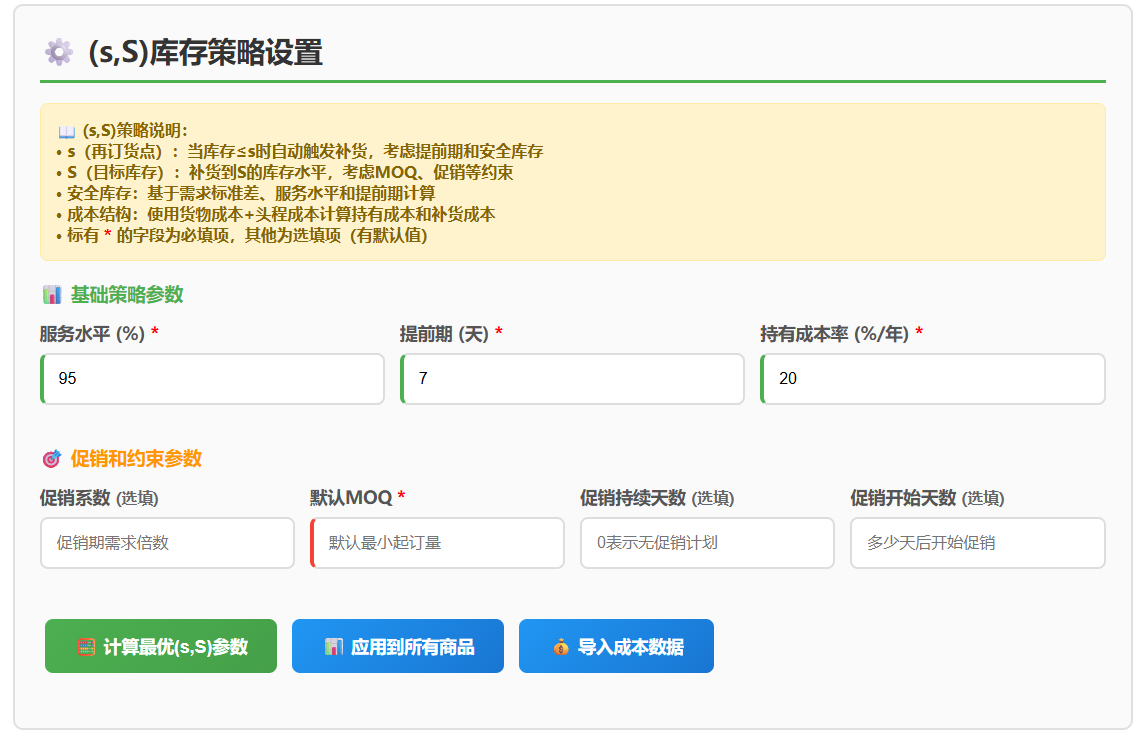 (s,S)库存策略设置
(s,S)策略说明：
• s（再订货点）：当库存≤s时自动触发补货，考虑提前期和安全库存
• S（目标库存）：补货到S的库存水平，考虑MOQ、促销等约束
• 安全库存：基于需求标准差、服务水平和提前期计算
• 成本结构：使用货物成本+头程成本计算持有成本和补货成本
• 标有 * 的字段为必填项，其他为选填项（有默认值）
基础策略参数
服务水平 (%) * 提前期 (天) * 持有成本率 (%/年) *
95 7 20
促销和约束参数
促销系数 (选填) 默认MOQ * 促销持续天数 (选填) 促销开始天数 (选填)
促销期需求倍数 默认最小起订量 0表示无促销计划 多少天后开始促销
计算最优(s,S)参数 应用到所有商品 导入成本数据